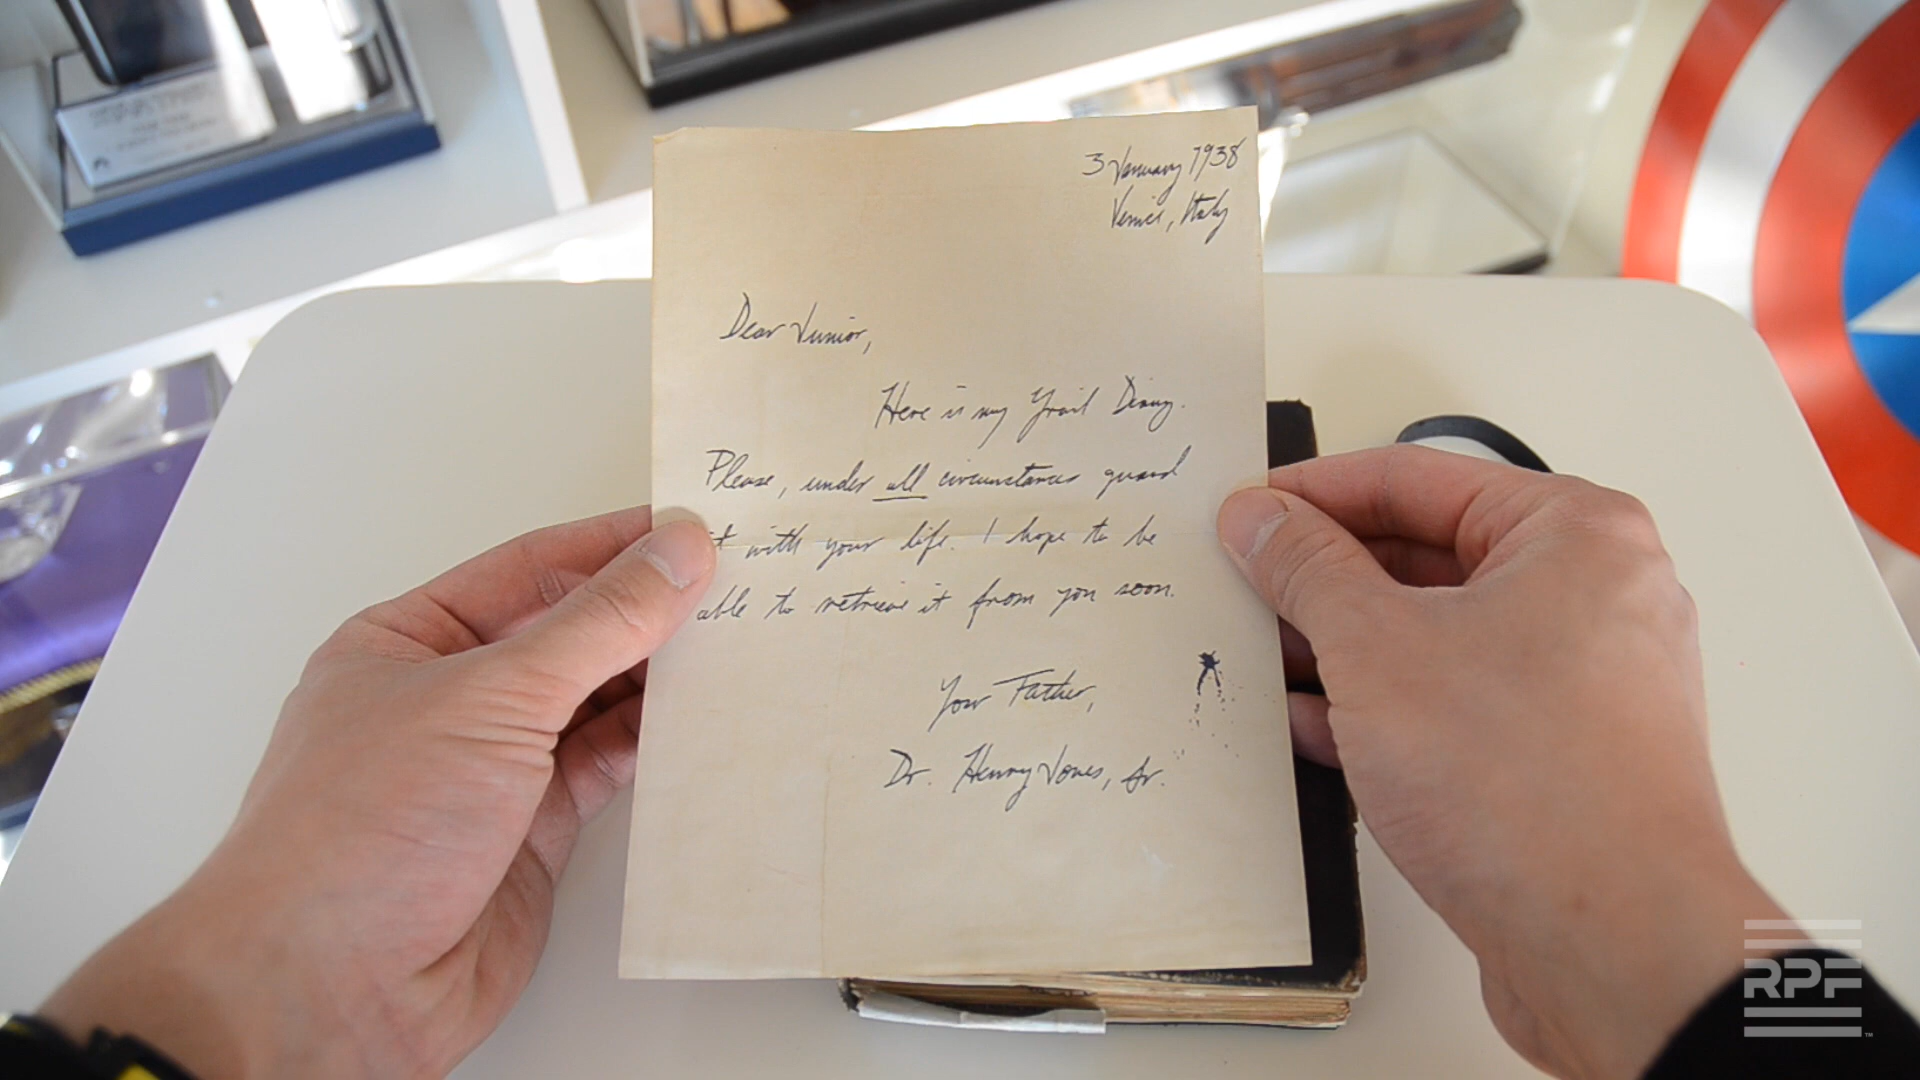 3 January 1938
Venice, Italy
Dear Junior,
Here is my Grail Diary.
Please, under all circumstances guard
it with your life. I hope to be
able to retrieve it from you soon.
Your Father,
Dr. Henry Jones, Sr.
RPF
TM